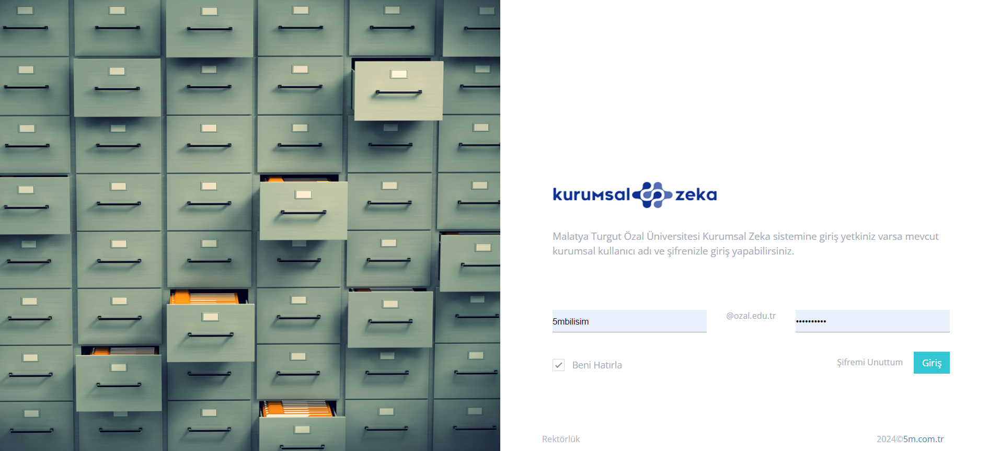 kurumsal zeka
Malatya Turgut Özal Üniversitesi Kurumsal Zeka sistemine giriş yetkiniz varsa mevcut
kurumsal kullanıcı adı ve şifrenizle giriş yapabilirsiniz.
5mbilisim @ozal.edu.tr ••••••••••
Beni Hatırla Şifremi Unuttum Giriş
Rektörlük 2024©5m.com.tr